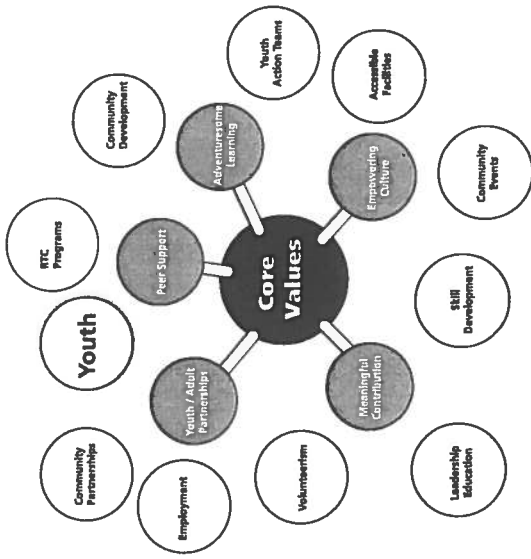 RTC
Programs
Community
Partnerships
Youth
Community
Development
Peer Support
Employment
Youth / Adult
Partnerships
Adventuresome
Learning
Youth
Action Teams
Core
Values
Volunteerism
Meaningful
Contribution
Empowering
Culture
Accessible
Facilities
Leadership
Education
Skill
Development
Community
Events